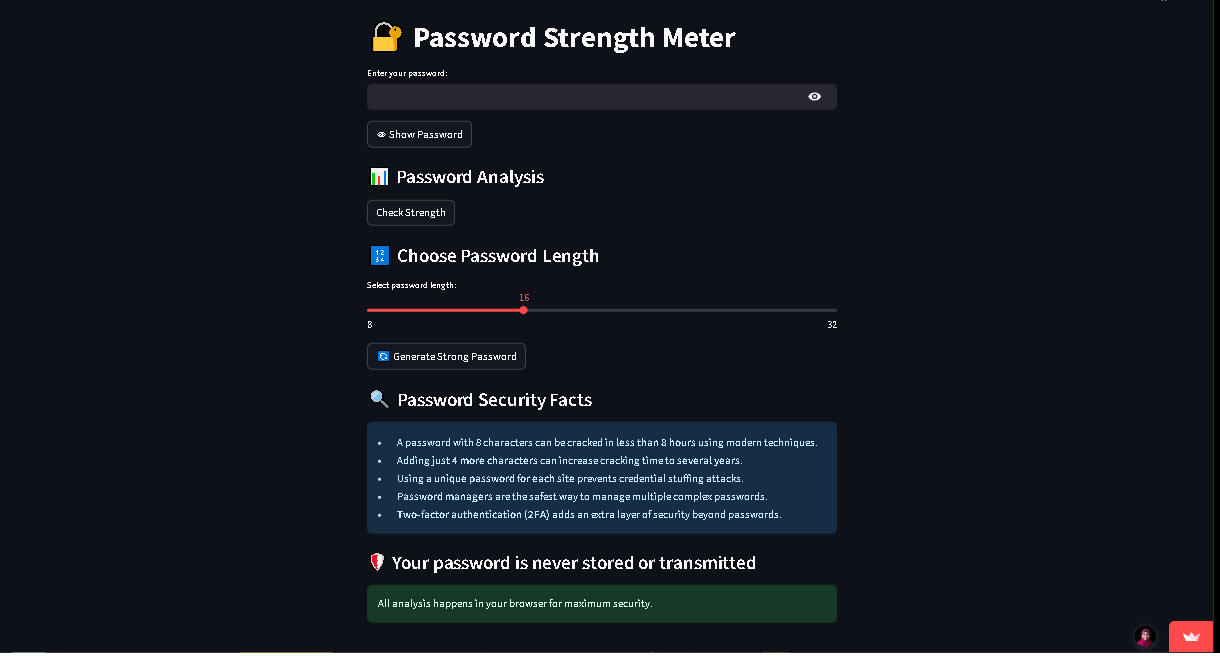 Password Strength Meter
Enter your password:
Show Password
Password Analysis
Check Strength
Choose Password Length
Select password length:
16
8 32
Generate Strong Password
Password Security Facts
• A password with 8 characters can be cracked in less than 8 hours using modern techniques.
• Adding just 4 more characters can increase cracking time to several years.
• Using a unique password for each site prevents credential stuffing attacks.
• Password managers are the safest way to manage multiple complex passwords.
• Two-factor authentication (2FA) adds an extra layer of security beyond passwords.
Your password is never stored or transmitted
All analysis happens in your browser for maximum security.